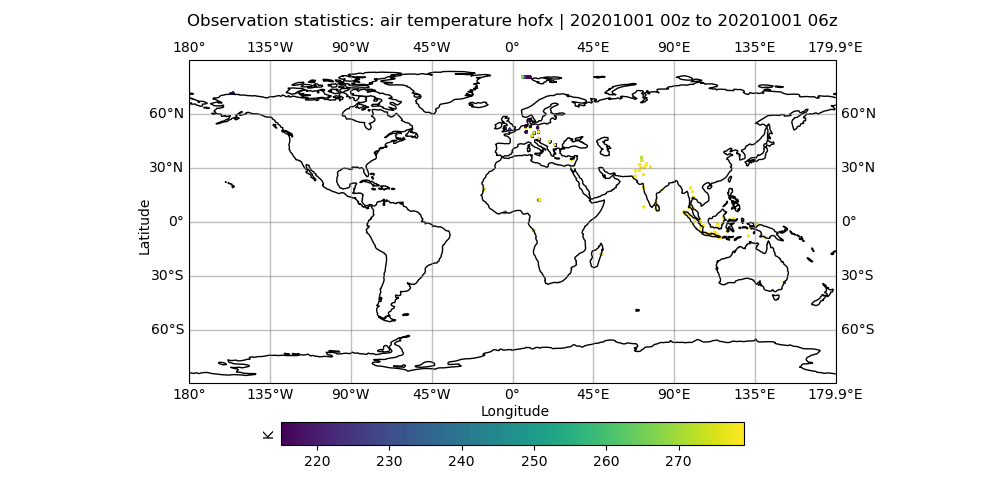 Observation statistics: air temperature hofx | 20201001 00z to 20201001 06z
180° 135°W 90°W 45°W 0° 45°E 90°E 135°E 179.9°E
60°N 60°N
30°N 30°N
Latitude
0° 0°
30°S 30°S
60°S 60°S
180° 135°W 90°W 45°W 0° 45°E 90°E 135°E 179.9°E
Longitude
K
220 230 240 250 260 270